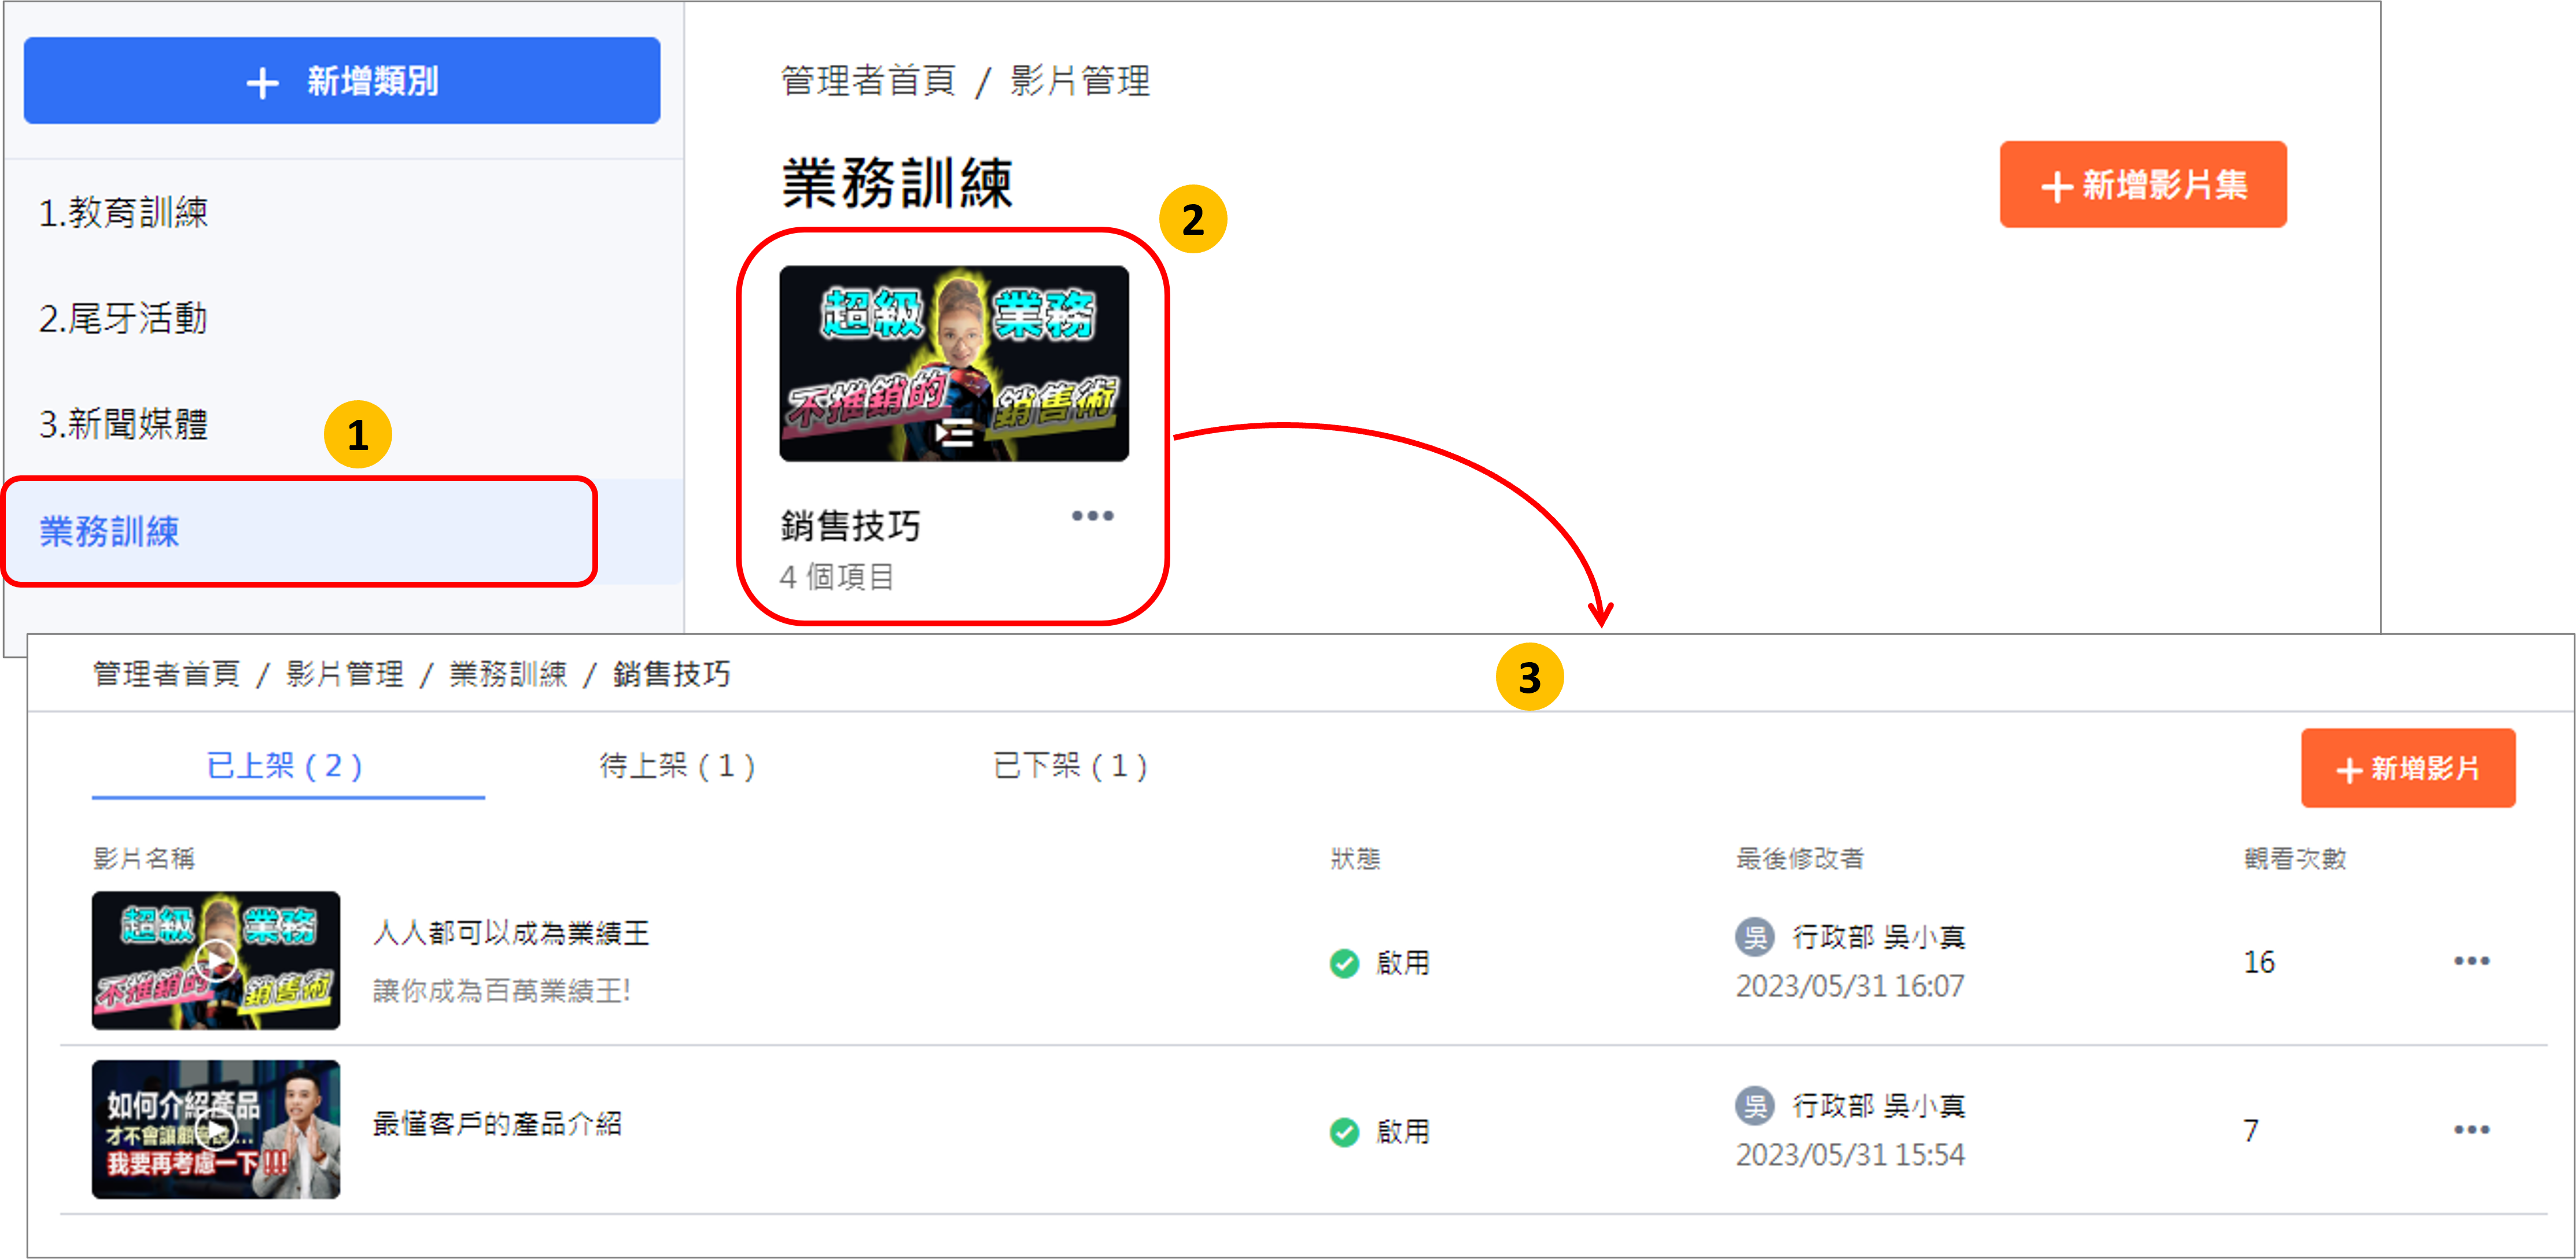 + 新增類別
1.教育訓練
2.尾牙活動
3.新聞媒體
1
業務訓練
管理者首頁 / 影片管理
業務訓練
2
+ 新增影片集
超級 業務
不推銷的 銷售術
銷售技巧
4 個項目
3
管理者首頁 / 影片管理 / 業務訓練 / 銷售技巧
已上架 ( 2 ) 待上架 ( 1 ) 已下架 ( 1 )
+ 新增影片
影片名稱 狀態 最後修改者 觀看次數
超級 業務
不推銷的 銷售術
人人都可以成為業績王
讓你成為百萬業績王!
啟用
吳 行政部 吳小真
2023/05/31 16:07
16
如何介紹產品
才不會讓顧客說...
我要再考慮一下!!!
最懂客戶的產品介紹
啟用
吳 行政部 吳小真
2023/05/31 15:54
7